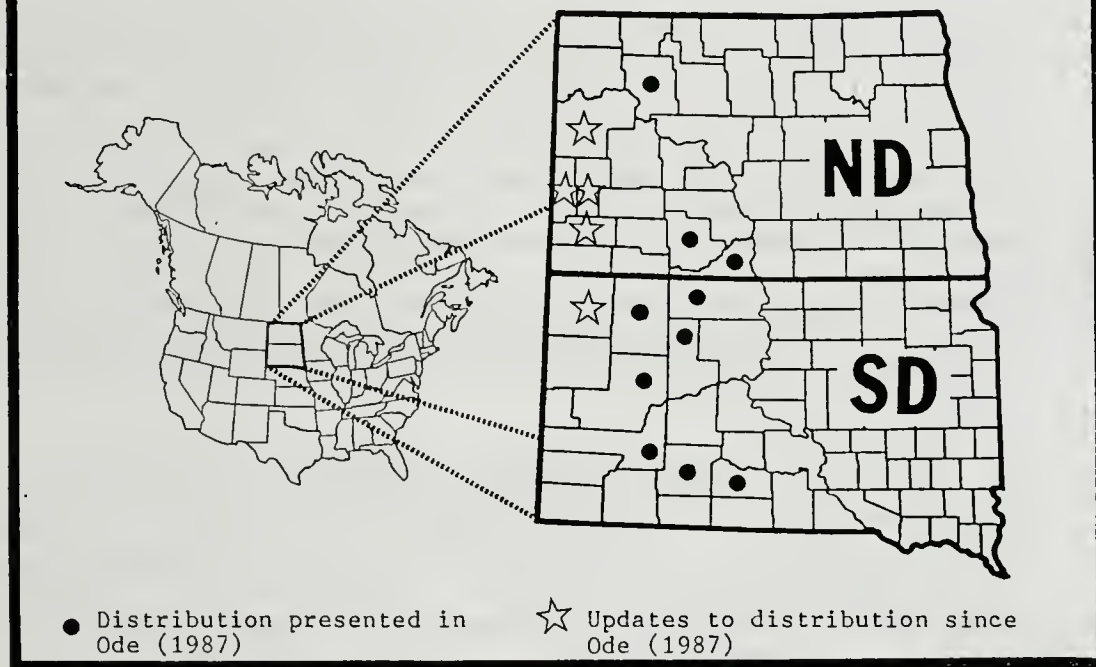 ND
SD
● Distribution presented in
Ode (1987)
☆ Updates to distribution since
Ode (1987)